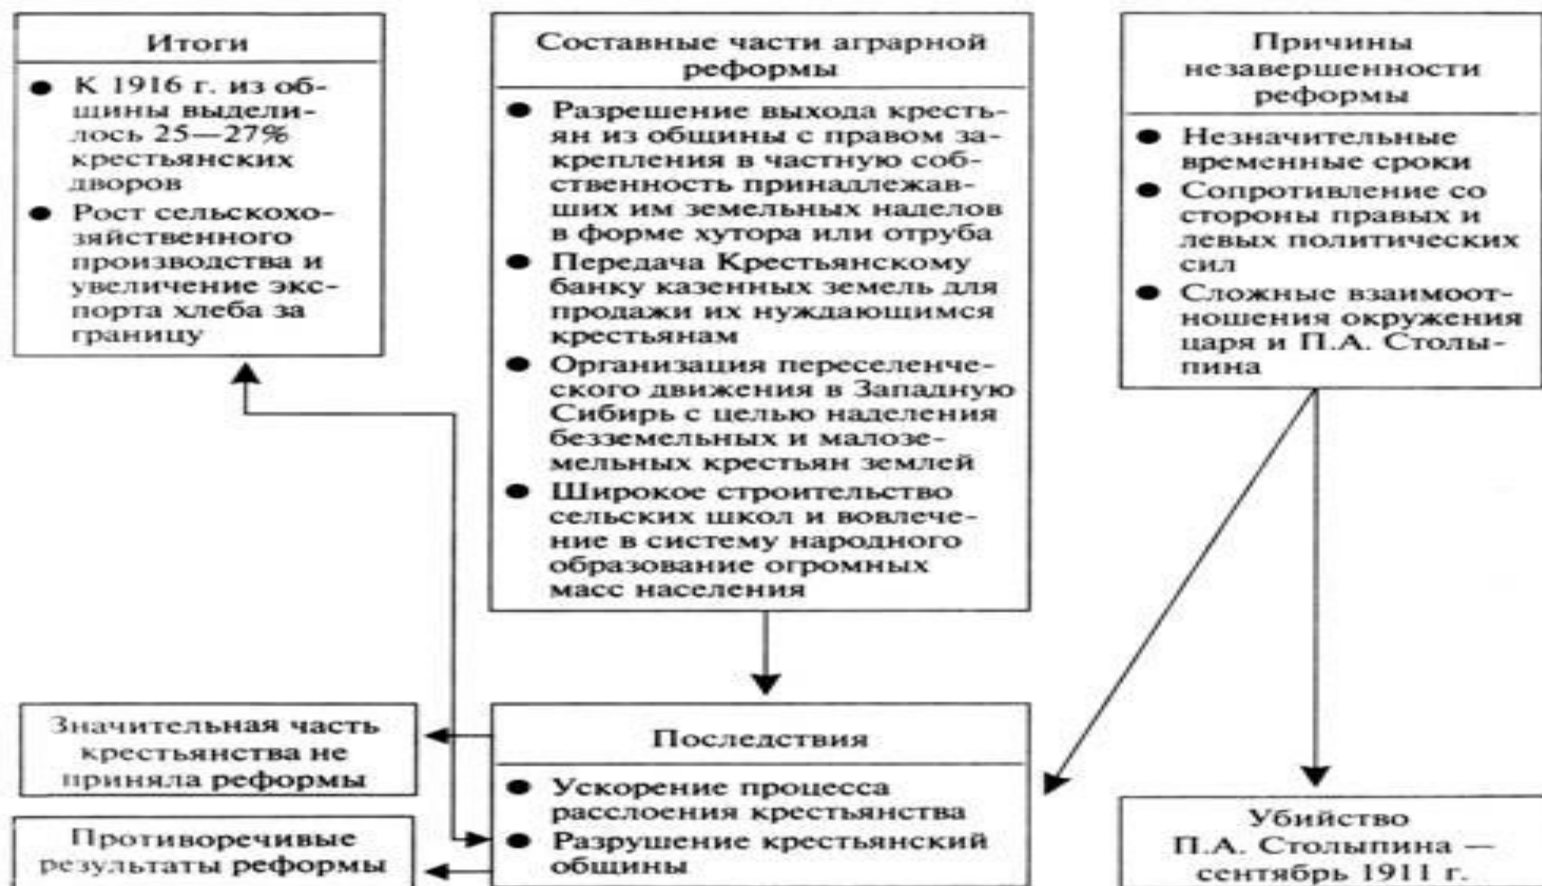 Итоги
● К 1916 г. из об-
щины выдели-
лось 25—27%
крестьянских
дворов
● Рост сельскохо-
зяйственного
производства и
увеличение экс-
порта хлеба за
границу
Составные части аграрной
реформы
● Разрешение выхода кресть-
ян из общины с правом за-
крепления в частную соб-
ственность принадлежав-
ших им земельных наделов
в форме хутора или отруба
● Передача Крестьянскому
банку казенных земель для
продажи их нуждающимся
крестьянам
● Организация переселенче-
ского движения в Западную
Сибирь с целью наделения
безземельных и малозе-
мельных крестьян землей
● Широкое строительство
сельских школ и вовлече-
ние в систему народного
образование огромных
масс населения
Причины
незавершенности
реформы
● Незначительные
временные сроки
● Сопротивление со
стороны правых и
левых политических
сил
● Сложные взаимоот-
ношения окружения
царя и П.А. Столы-
пина
Значительная часть
крестьянства не
приняла реформы
Противоречивые
результаты реформы
Последствия
● Ускорение процесса
расслоения крестьянства
● Разрушение крестьянский
общины
Убийство
П.А. Столыпина —
сентябрь 1911 г.